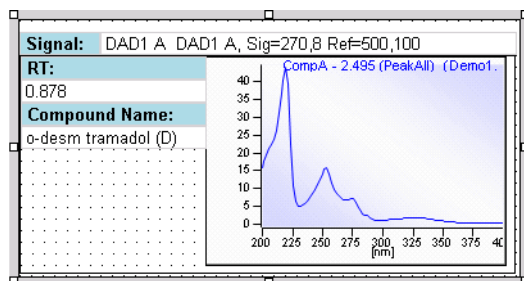 Signal: DAD1 A DAD1 A, Sig=270,8 Ref=500,100
RT:
0.878
Compound Name:
o-desm tramadol (D)
CompA - 2.495 (PeakAll) (Demo1.
40
35
30
25
20
15
10
5
0
200 225 250 275 300 325 350 375 40
[nm]